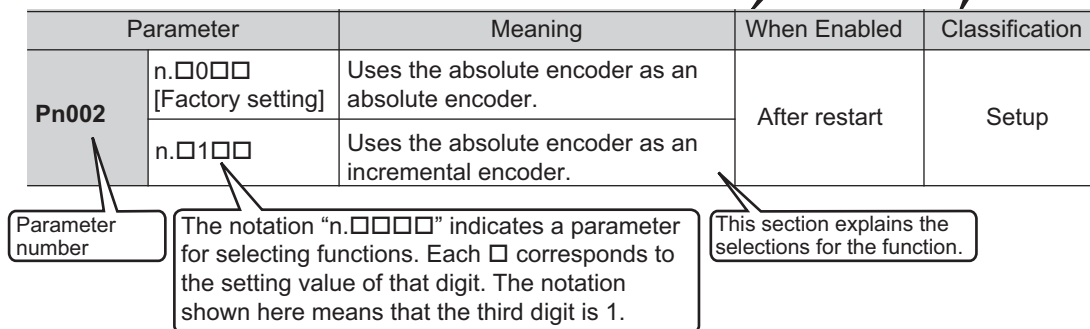 Parameter Meaning When Enabled Classification
Pn002
n.□0□□
[Factory setting]
Uses the absolute encoder as an
absolute encoder.
After restart
Setup
n.□1□□
Uses the absolute encoder as an
incremental encoder.
Parameter
number
The notation “n.□□□□” indicates a parameter
for selecting functions. Each □ corresponds to
the setting value of that digit. The notation
shown here means that the third digit is 1.
This section explains the
selections for the function.